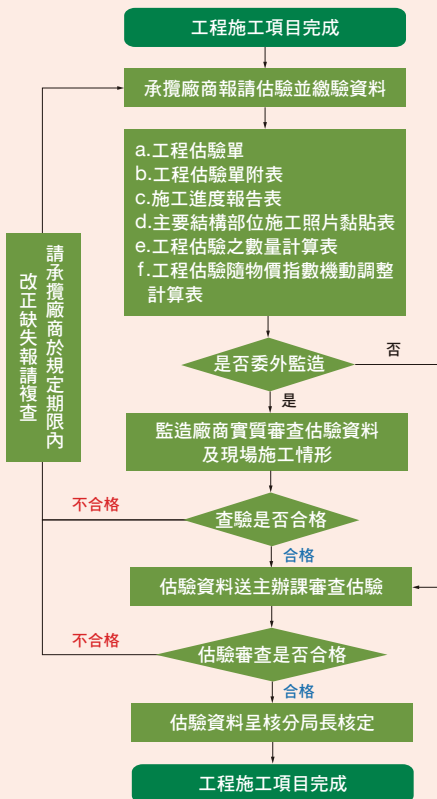 工程施工項目完成
承攬廠商報請估驗並繳驗資料
a.工程估驗單
b.工程估驗單附表
c.施工進度報告表
d.主要結構部位施工照片黏貼表
e.工程估驗之數量計算表
f.工程估驗隨物價指數機動調整
計算表
請承攬廠商於規定期限內
改正缺失報請複查
是否委外監造
否
是
監造廠商實質審查估驗資料
及現場施工情形
不合格
查驗是否合格
合格
估驗資料送主辦課審查估驗
不合格
估驗審查是否合格
合格
估驗資料呈核分局長核定
工程施工項目完成